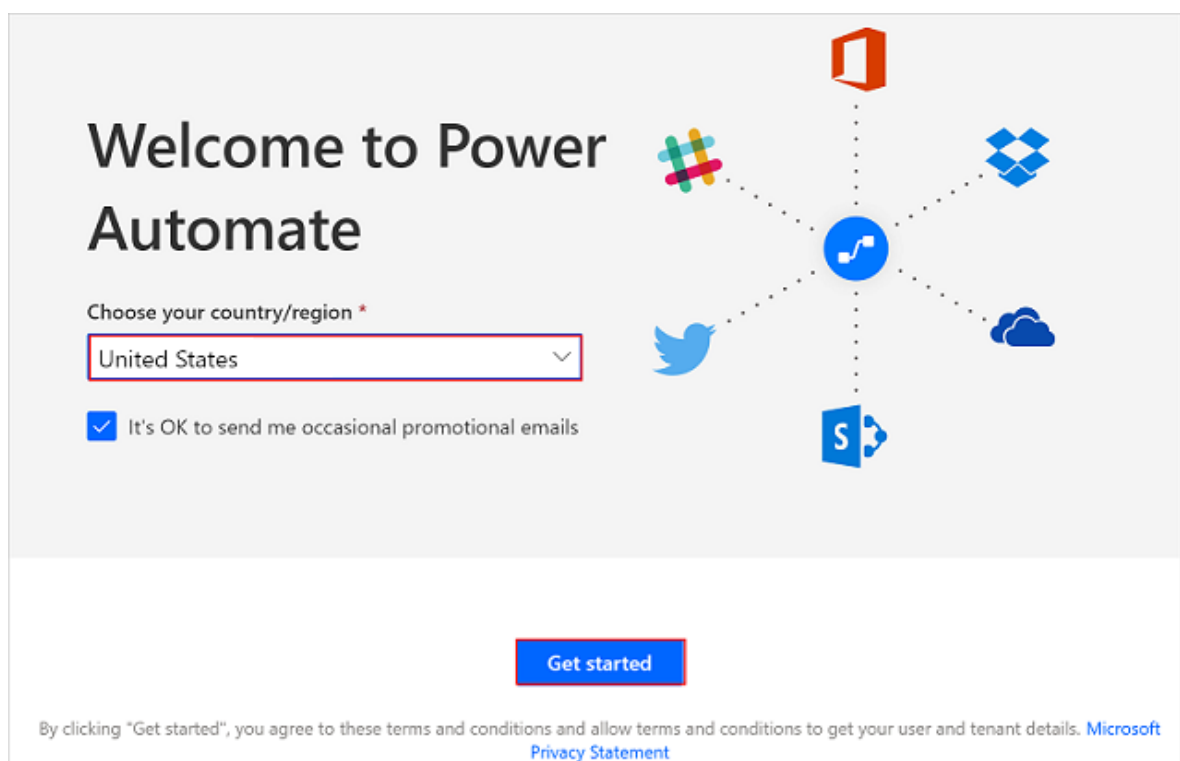 Welcome to Power
Automate
Choose your country/region *
United States
It's OK to send me occasional promotional emails
S
Get started
By clicking "Get started", you agree to these terms and conditions and allow terms and conditions to get your user and tenant details. Microsoft
Privacy Statement